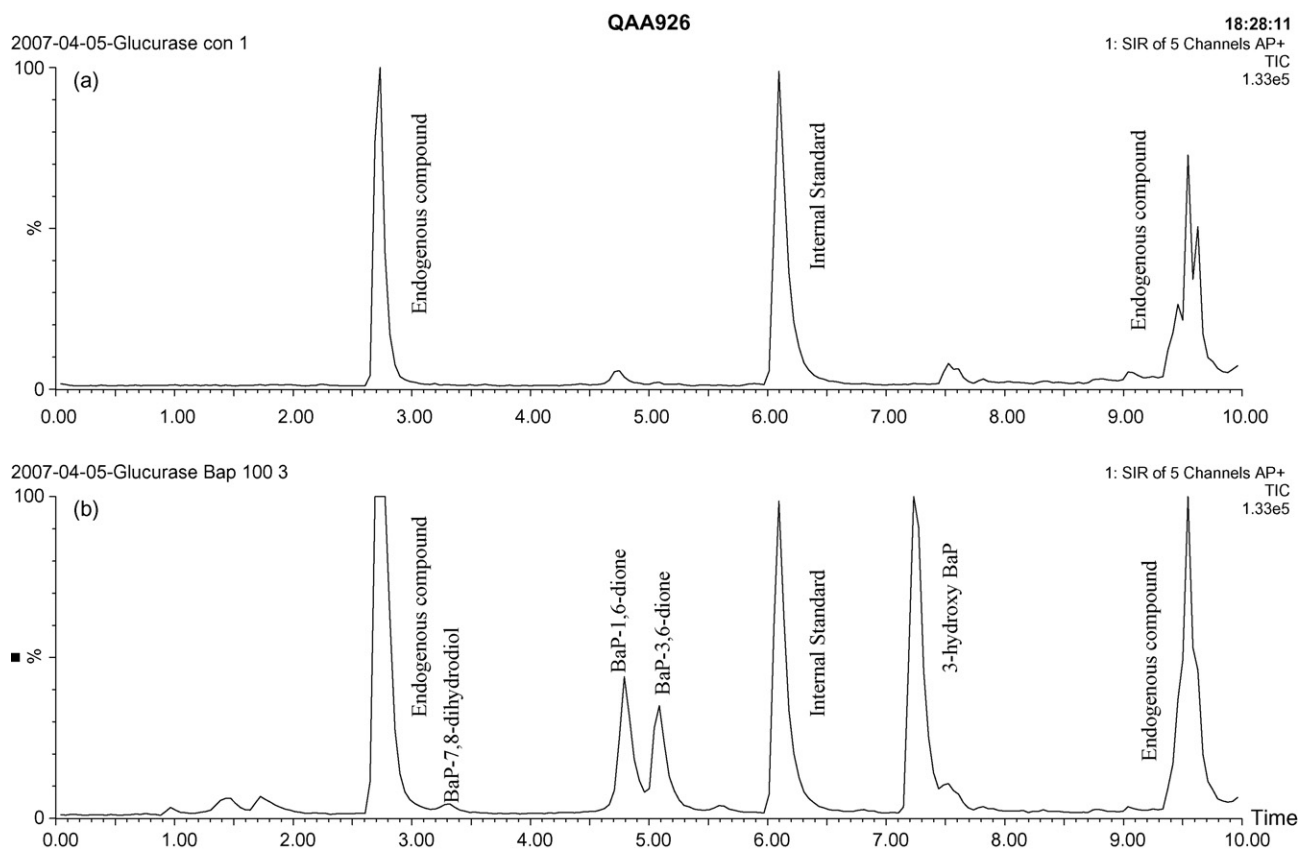 QAA926
18:28:11
2007-04-05-Glucurase con 1
1: SIR of 5 Channels AP+
TIC
1.33e5
(a)
100
%
0
Endogenous compound
Internal Standard
Endogenous compound
0.00 1.00 2.00 3.00 4.00 5.00 6.00 7.00 8.00 9.00 10.00
2007-04-05-Glucurase Bap 100 3
1: SIR of 5 Channels AP+
TIC
1.33e5
(b)
100
%
0
Endogenous compound
BaP-7,8-dihydrodiol
BaP-1,6-dione
BaP-3,6-dione
Internal Standard
3-hydroxy BaP
Endogenous compound
Time
0.00 1.00 2.00 3.00 4.00 5.00 6.00 7.00 8.00 9.00 10.00